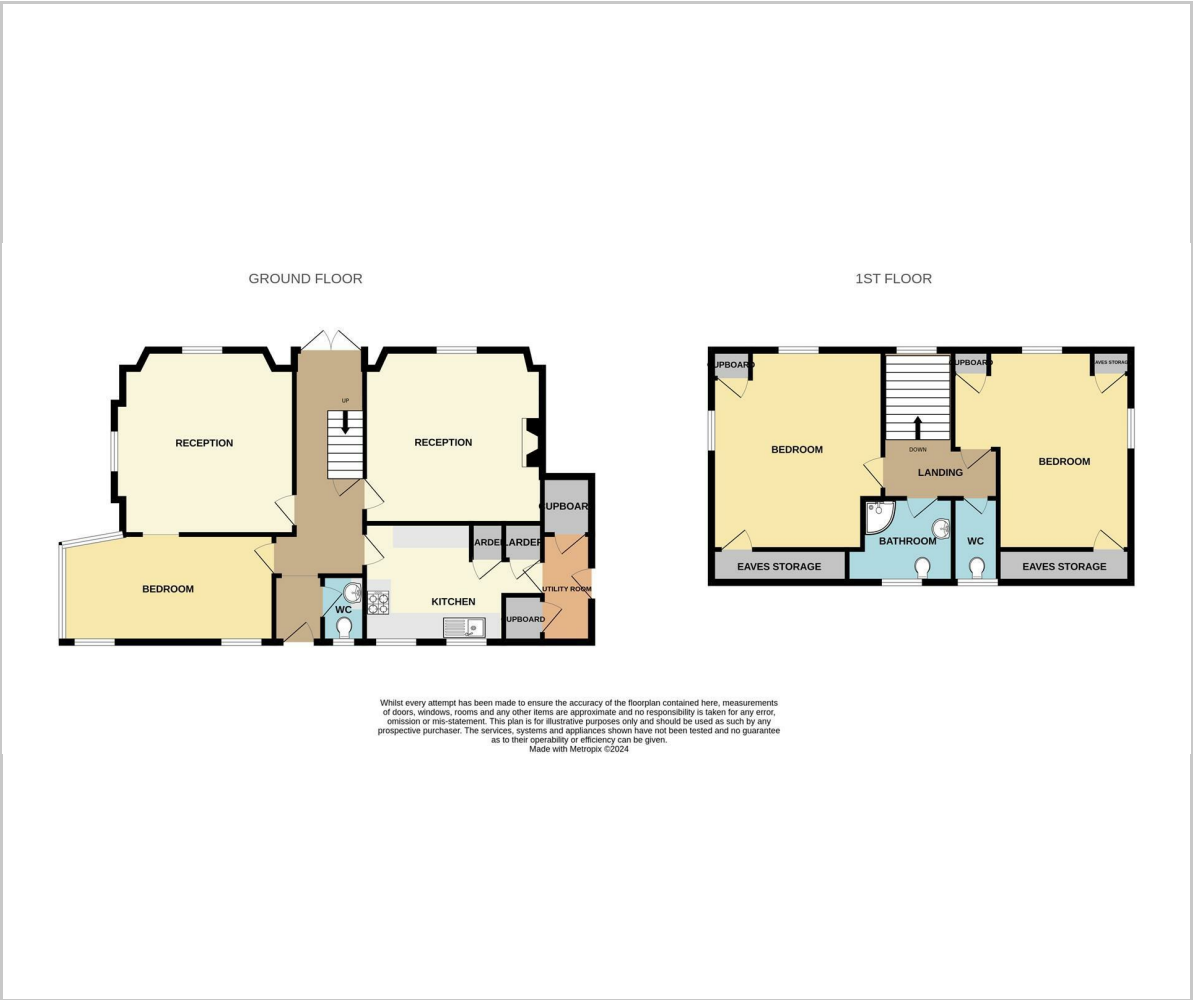 GROUND FLOOR
1ST FLOOR
UP
RECEPTION
RECEPTION
BEDROOM
WC
KITCHEN
UTILITY ROOM
BEDROOM
BEDROOM
DOWN
LANDING
BATHROOM
WC
EAVES STORAGE
EAVES STORAGE
Whilst every attempt has been made to ensure the accuracy of the floorplan contained here, measurements
of doors, windows, rooms and any other items are approximate and no responsibility is taken for any error,
omission or mis-statement. This plan is for illustrative purposes only and should be used as such by any
prospective purchaser. The services, systems and appliances shown have not been tested and no guarantee
as to their operability or efficiency can be given.
Made with Metropix ©2024